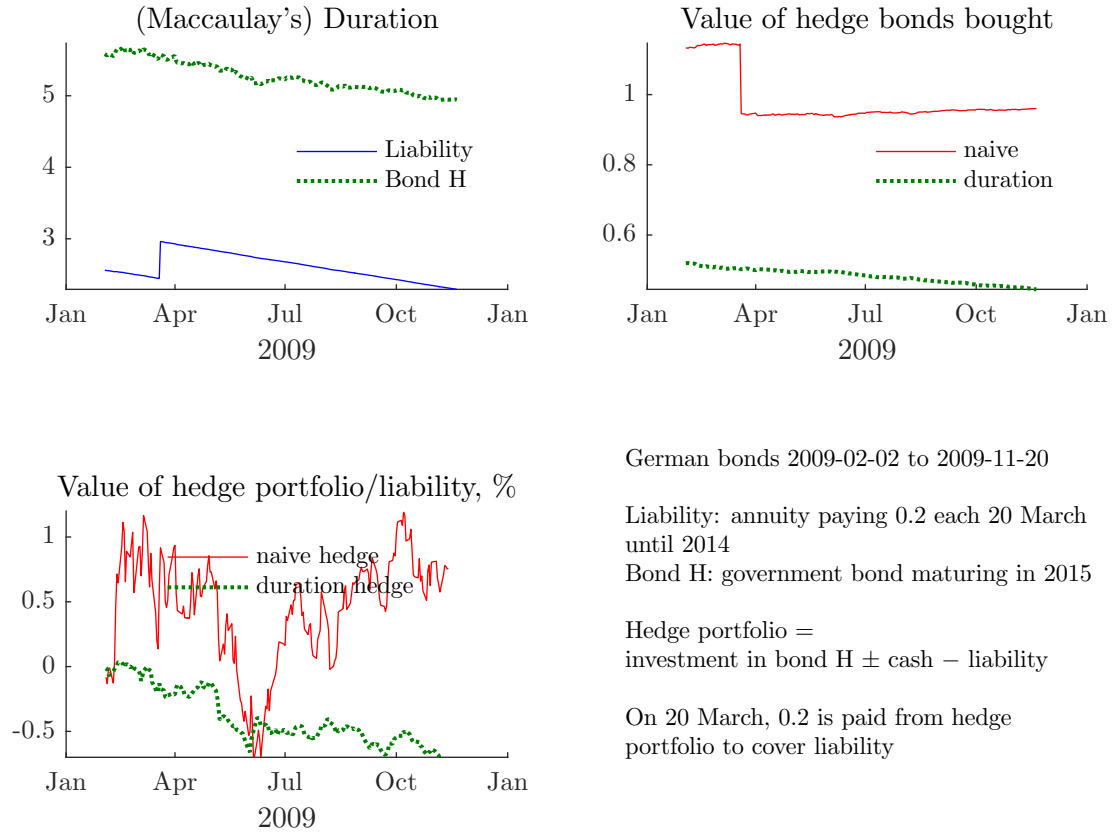 (Maccaulay's) Duration
5
4
3
Liability
Bond H
Jan Apr Jul Oct Jan
2009
Value of hedge bonds bought
1
0.8
0.6
naive
duration
Jan Apr Jul Oct Jan
2009
Value of hedge portfolio/liability, %
1
0.5
0
-0.5
naive hedge
duration hedge
Jan Apr Jul Oct Jan
2009
German bonds 2009-02-02 to 2009-11-20
Liability: annuity paying 0.2 each 20 March
until 2014
Bond H: government bond maturing in 2015
Hedge portfolio =
investment in bond H ± cash − liability
On 20 March, 0.2 is paid from hedge
portfolio to cover liability